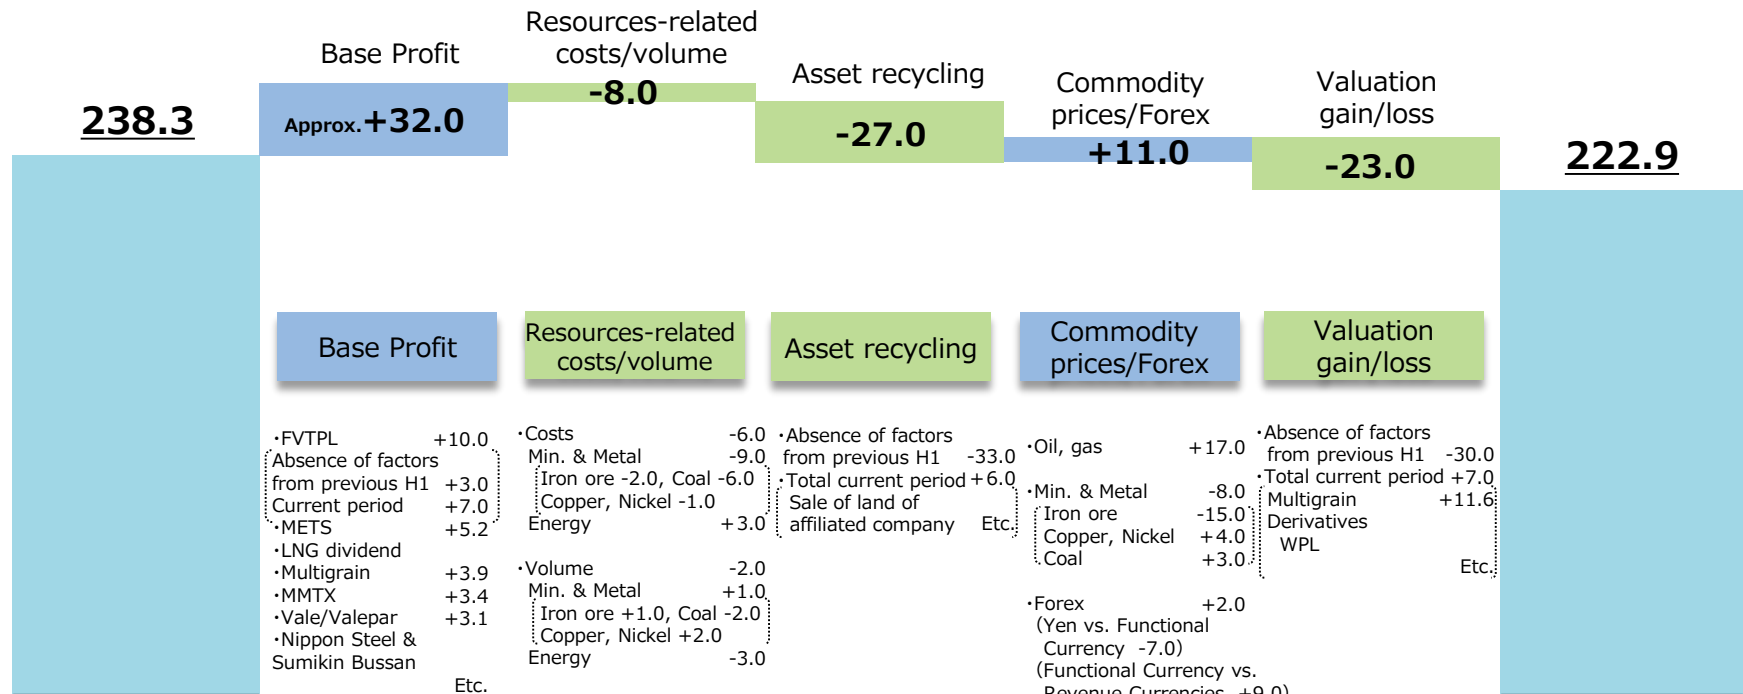 238.3
Base Profit
Approx.+32.0
Resources-related
costs/volume
-8.0
Asset recycling
-27.0
Commodity
prices/Forex
+11.0
Valuation
gain/loss
-23.0
222.9
Base Profit
・FVTPL +10.0
Absence of factors
from previous H1 +3.0
Current period +7.0
・METS +5.2
・LNG dividend
・Multigrain +3.9
・MMTX +3.4
・Vale/Valepar +3.1
・Nippon Steel &
Sumikin Bussan
Etc.
Resources-related
costs/volume
・Costs -6.0
Min. & Metal -9.0
Iron ore -2.0, Coal -6.0
Copper, Nickel -1.0
Energy +3.0
・Volume -2.0
Min. & Metal +1.0
Iron ore +1.0, Coal -2.0
Copper, Nickel +2.0
Energy -3.0
Asset recycling
・Absence of factors
from previous H1 -33.0
・Total current period +6.0
Sale of land of
affiliated company Etc.
Commodity
prices/Forex
・Oil, gas +17.0
・Min. & Metal -8.0
Iron ore -15.0
Copper, Nickel +4.0
Coal +3.0
・Forex +2.0
(Yen vs. Functional
Currency -7.0)
(Functional Currency vs.
Revenue Currencies +9.0)
Valuation
gain/loss
・Absence of factors
from previous H1 -30.0
・Total current period +7.0
Multigrain +11.6
Derivatives
WPL
Etc.